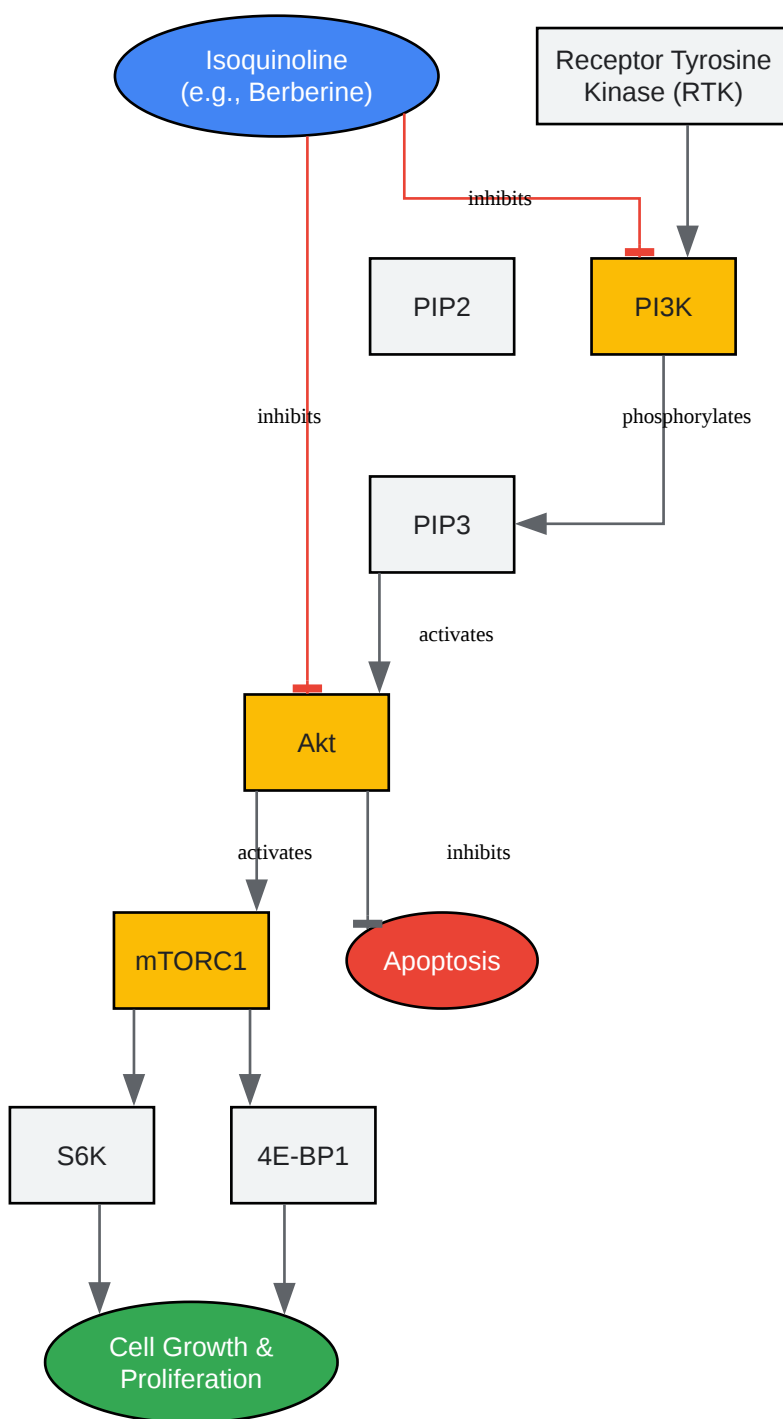 Isoquinoline
(e.g., Berberine)
Receptor Tyrosine
Kinase (RTK)
inhibits
PIP2
PI3K
inhibits
phosphorylates
PIP3
activates
Akt
activates
inhibits
mTORC1
Apoptosis
S6K
4E-BP1
Cell Growth &
Proliferation